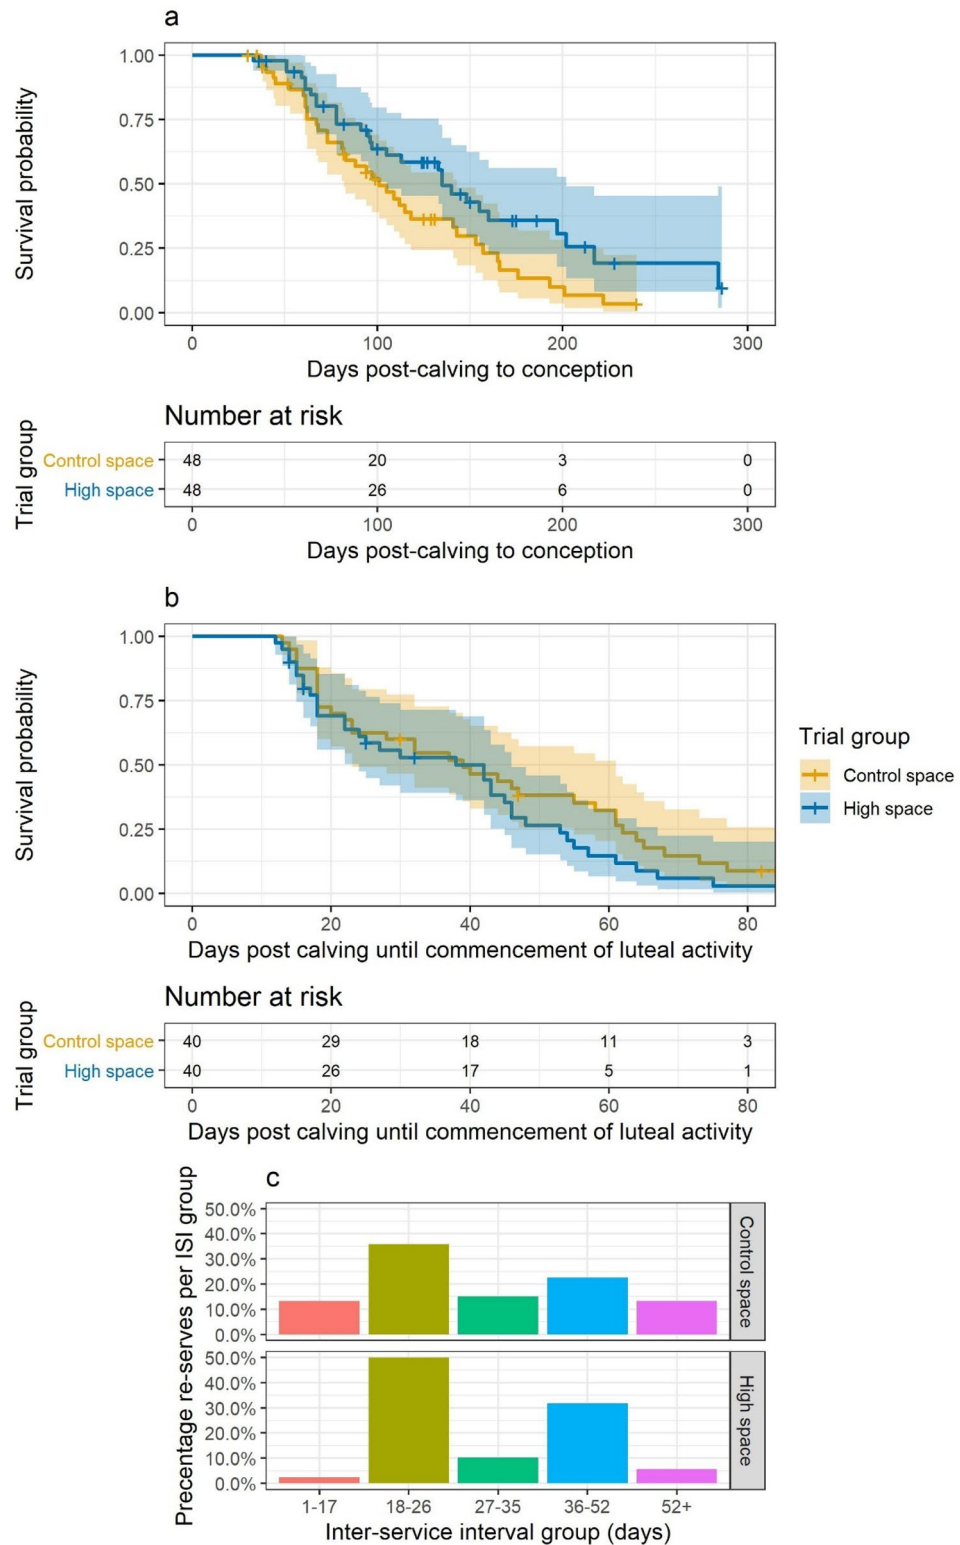 a
1.00
0.75
0.50
0.25
0.00
Survival probability
0 100 200 300
Days post-calving to conception
Number at risk
Trial group
Control space 48 20 3 0
High space 48 26 6 0
0 100 200 300
Days post-calving to conception
b
1.00
0.75
0.50
0.25
0.00
Survival probability
0 20 40 60 80
Days post calving until commencement of luteal activity
Trial group
Control space
High space
Number at risk
Trial group
Control space 40 29 18 11 3
High space 40 26 17 5 1
0 20 40 60 80
Days post calving until commencement of luteal activity
c
Precentage re-serves per ISI group
50.0%
40.0%
30.0%
20.0%
10.0%
0.0%
Control space
50.0%
40.0%
30.0%
20.0%
10.0%
0.0%
High space
1-17 18-26 27-35 36-52 52+
Inter-service interval group (days)